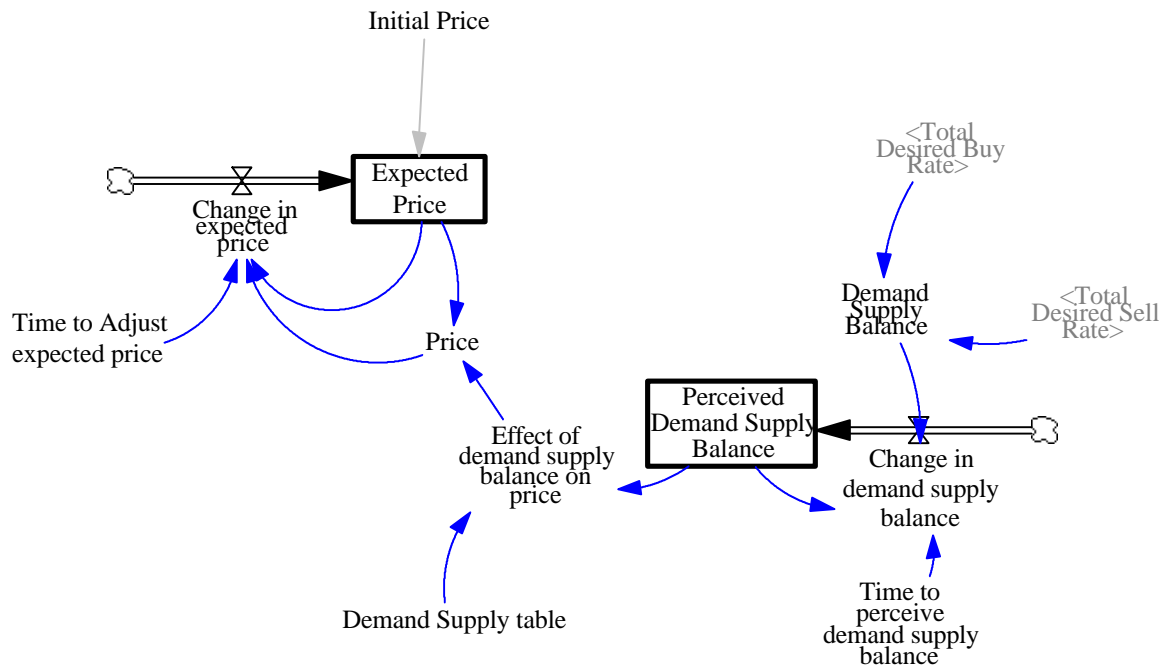 Initial Price
<Total
Desired Buy
Rate>
Expected
Price
Change in
expected
price
Demand
Supply
Balance
<Total
Desired Sell
Rate>
Time to Adjust
expected price
Price
Perceived
Demand Supply
Balance
Effect of
demand supply
balance on
price
Change in
demand supply
balance
Demand Supply table
Time to
perceive
demand supply
balance